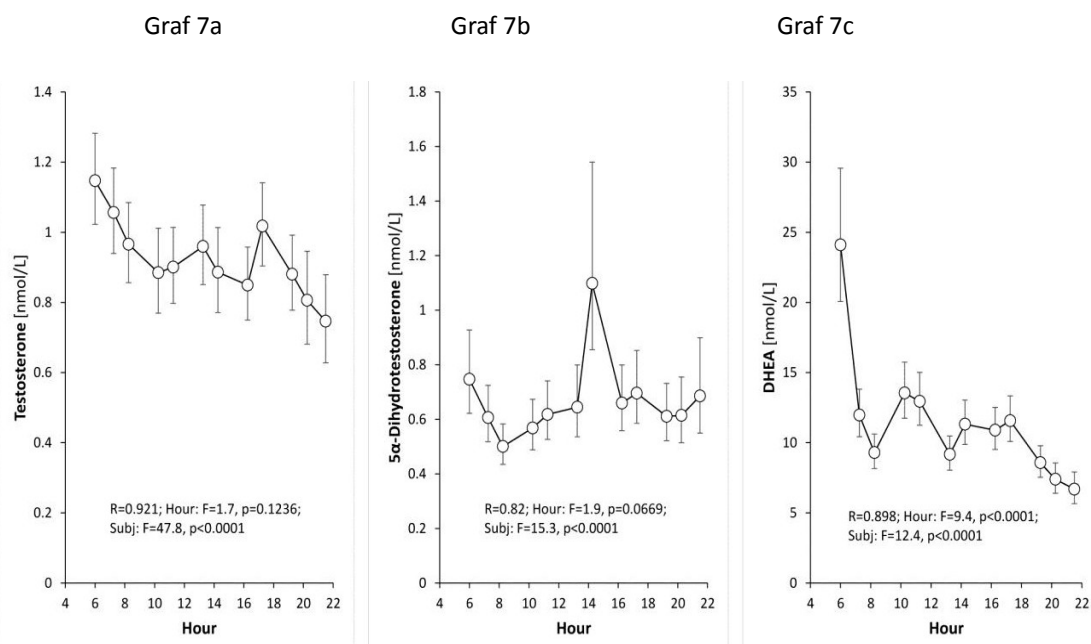 Graf 7a
Graf 7b
Graf 7c
Testosterone [nmol/L]
1.4
1.2
1
0.8
0.6
0.4
0.2
0
R=0.921; Hour: F=1.7, p=0.1236;
Subj: F=47.8, p<0.0001
4 6 8 10 12 14 16 18 20 22
Hour
5α-Dihydrotestosterone [nmol/L]
1.8
1.6
1.4
1.2
1
0.8
0.6
0.4
0.2
0
R=0.82; Hour: F=1.9, p=0.0669;
Subj: F=15.3, p<0.0001
4 6 8 10 12 14 16 18 20 22
Hour
DHEA [nmol/L]
35
30
25
20
15
10
5
0
R=0.898; Hour: F=9.4, p<0.0001;
Subj: F=12.4, p<0.0001
4 6 8 10 12 14 16 18 20 22
Hour